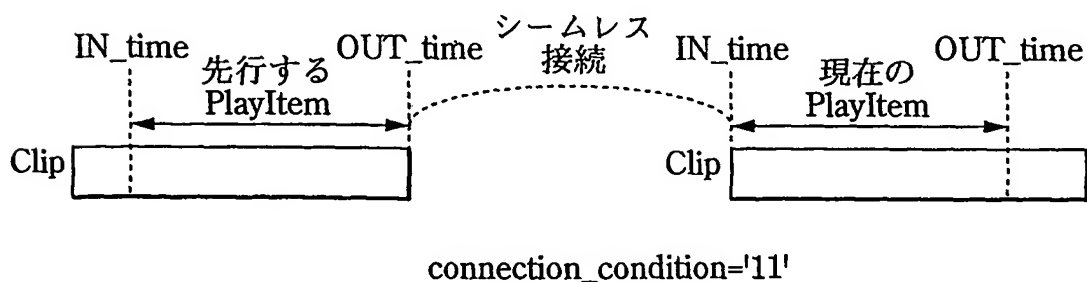 シームレス
接続
IN_time
OUT_time
IN_time
OUT_time
先行する
PlayItem
現在の
PlayItem
Clip
Clip
connection_condition='11'